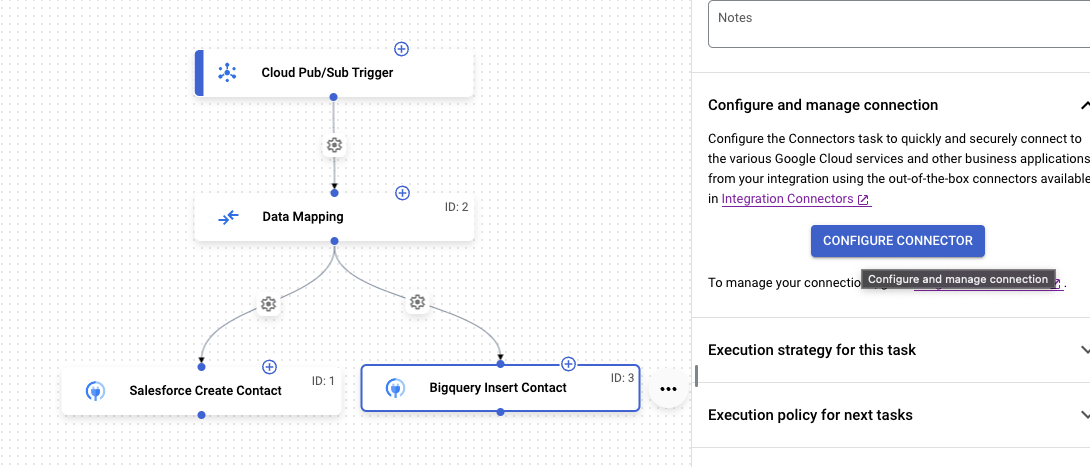 Cloud Pub/Sub Trigger
Data Mapping
ID: 2
Salesforce Create Contact
ID: 1
Bigquery Insert Contact
ID: 3
Notes
Configure and manage connection
Configure the Connectors task to quickly and securely connect to
the various Google Cloud services and other business applications
from your integration using the out-of-the-box connectors available
in Integration Connectors
CONFIGURE CONNECTOR
To manage your connectio
Configure and manage connection
.
Execution strategy for this task
Execution policy for next tasks